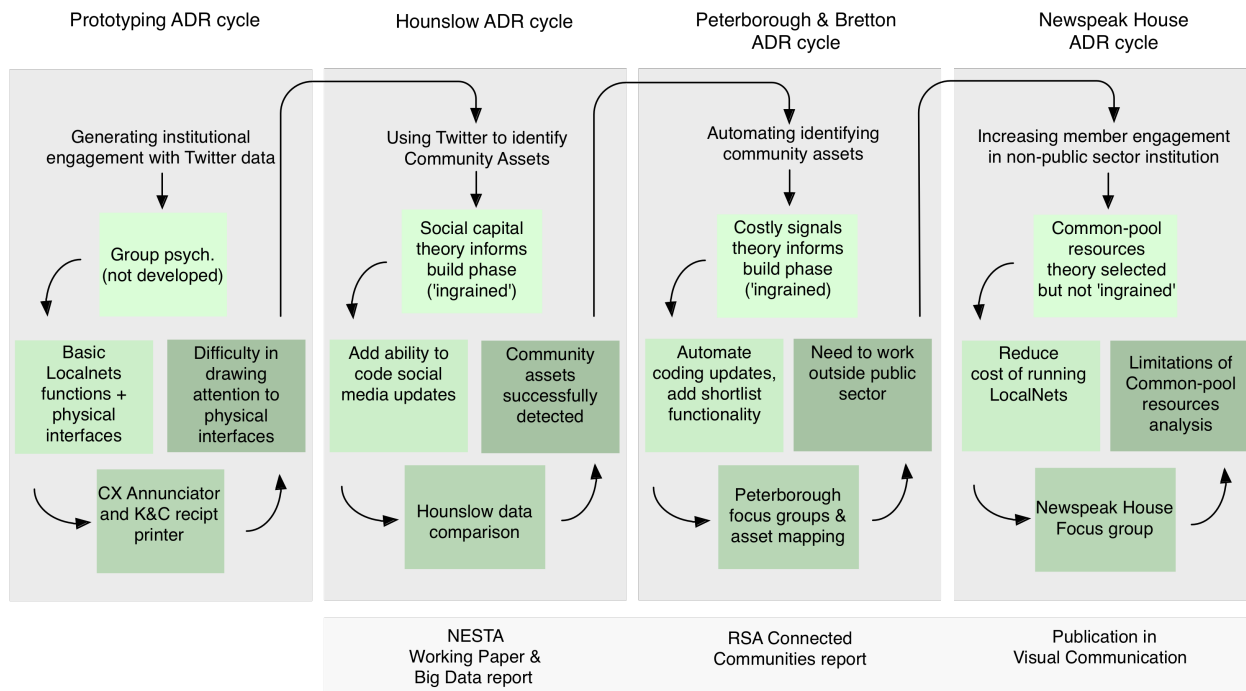 Prototyping ADR cycle
Generating institutional
engagement with Twitter data
Group psych.
(not developed)
Basic
Localnets
functions +
physical
interfaces
Difficulty in
drawing
attention to
physical
interfaces
CX Annunciator
and K&C recipt
printer
Hounslow ADR cycle
Using Twitter to identify
Community Assets
Social capital
theory informs
build phase
('ingrained')
Add ability to
code social
media updates
Community
assets
successfully
detected
Hounslow data
comparison
NESTA
Working Paper &
Big Data report
Peterborough & Bretton
ADR cycle
Automating identifying
community assets
Costly signals
theory informs
build phase
('ingrained)
Automate
coding updates,
add shortlist
functionality
Need to work
outside public
sector
Peterborough
focus groups &
asset mapping
RSA Connected
Communities report
Newspeak House
ADR cycle
Increasing member engagement
in non-public sector institution
Common-pool
resources
theory selected
but not 'ingrained'
Reduce
cost of running
LocalNets
Limitations of
Common-pool
resources
analysis
Newspeak House
Focus group
Publication in
Visual Communication